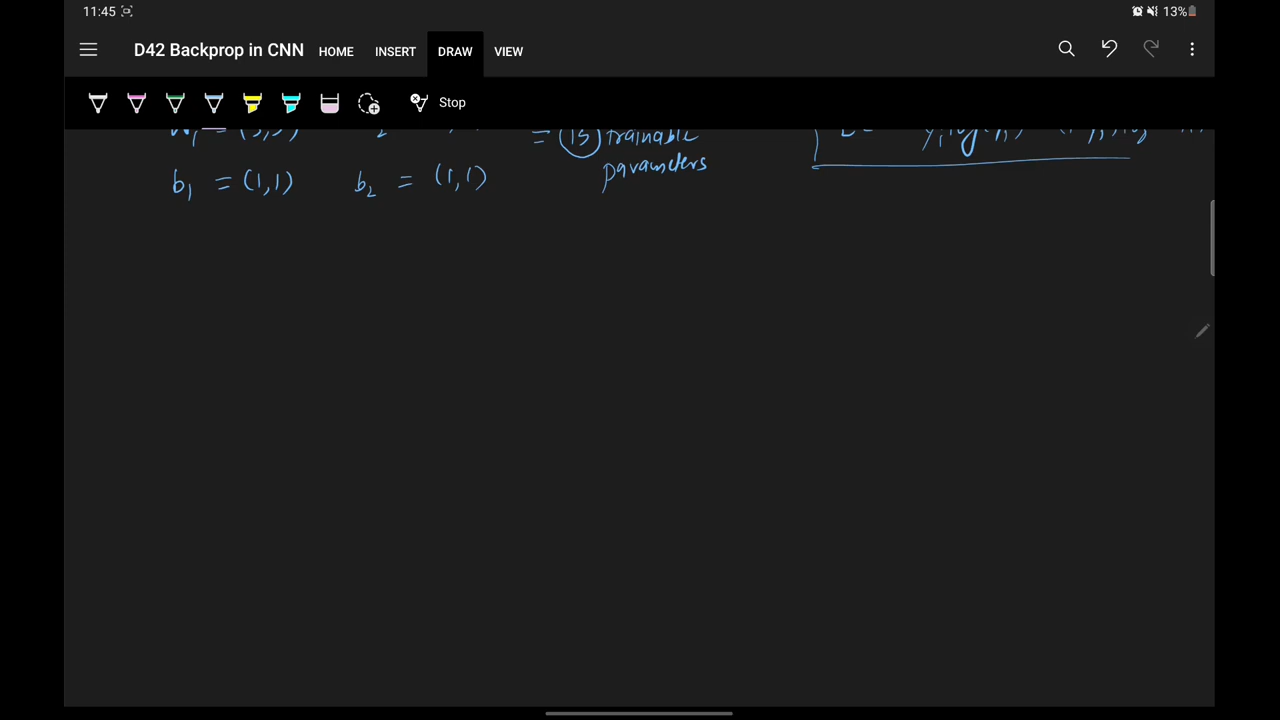 11:45 13%
D42 Backprop in CNN HOME INSERT DRAW VIEW
Stop
= 15 trainable
parameters
b₁ = (1,1) b₂ = (1,1)